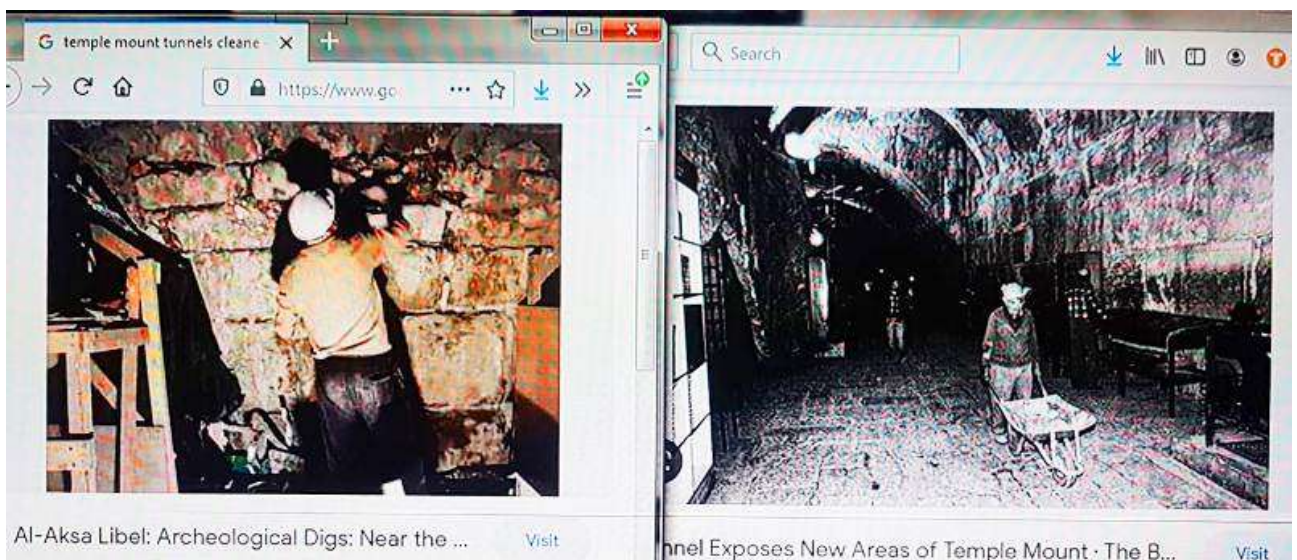 temple mount tunnels cleane
Search
https://www.go
Al-Aksa Libel: Archeological Digs: Near the ...
Visit
nnel Exposes New Areas of Temple Mount · The B...
Visit